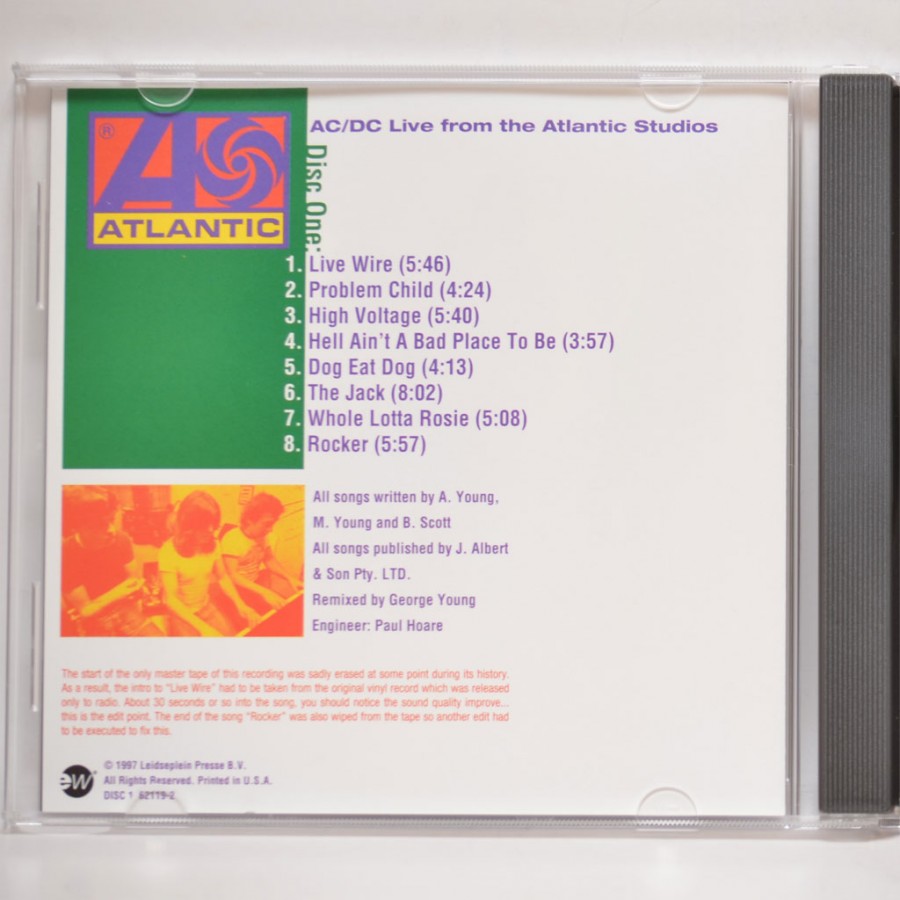 ®
ATLANTIC
AC/DC Live from the Atlantic Studios
Disc One:
1. Live Wire (5:46)
2. Problem Child (4:24)
3. High Voltage (5:40)
4. Hell Ain't A Bad Place To Be (3:57)
5. Dog Eat Dog (4:13)
6. The Jack (8:02)
7. Whole Lotta Rosie (5:08)
8. Rocker (5:57)
All songs written by A. Young,
M. Young and B. Scott
All songs published by J. Albert
& Son Pty. LTD.
Remixed by George Young
Engineer: Paul Hoare
The start of the only master tape of this recording was sadly erased at some point during its history.
As a result, the intro to "Live Wire" had to be taken from the original vinyl record which was released
only to radio. About 30 seconds or so into the song, you should notice the sound quality improve...
this is the edit point. The end of the song "Rocker" was also wiped from the tape so another edit had
to be executed to fix this.
ew
© 1997 Leidseplein Presse B.V.
All Rights Reserved. Printed in U.S.A.
DISC 1 62119-2